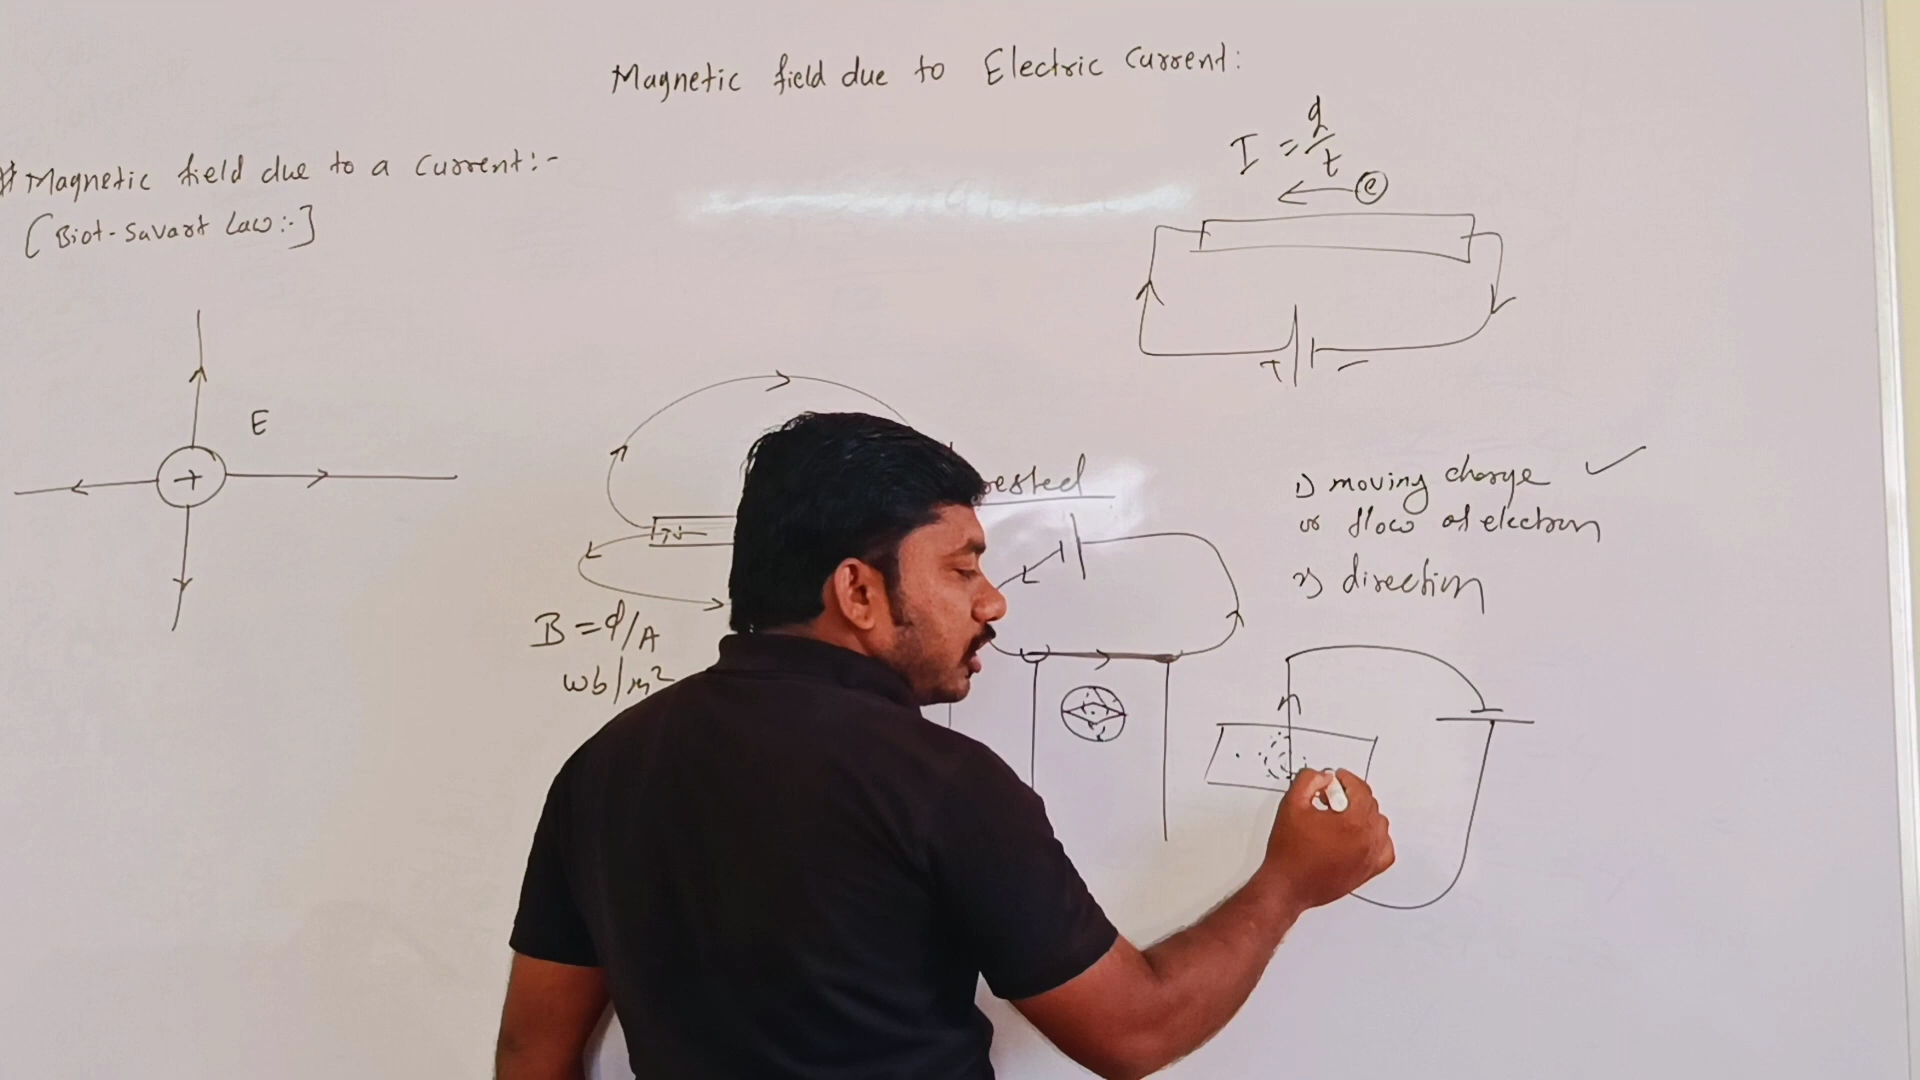 Magnetic field due to Electric Current:
# Magnetic field due to a Current:-
[Biot-Savart Law:-]
I = q/t
e
+ -
E
+
B = φ/A
wb/m²
1) moving charge ✓
or flow of electron
2) direction